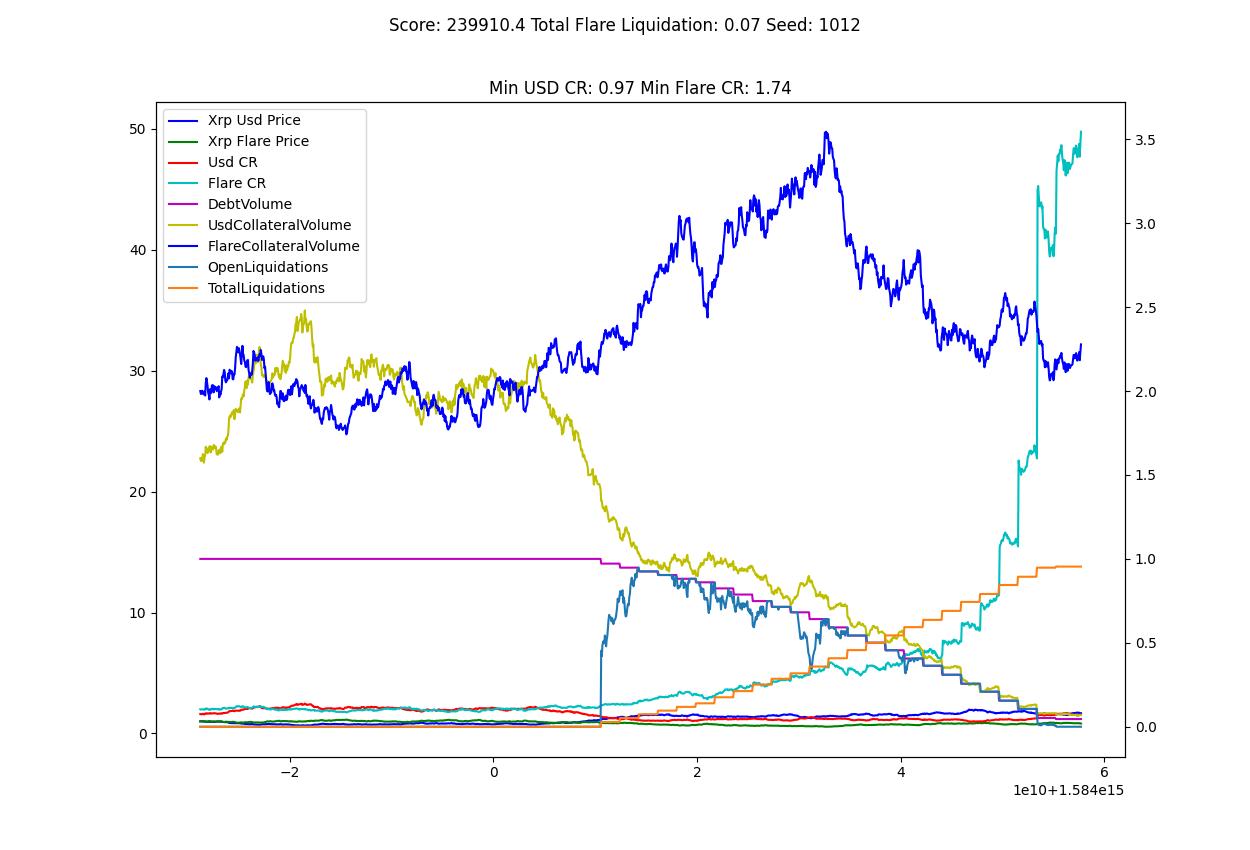 Score: 239910.4 Total Flare Liquidation: 0.07 Seed: 1012
Min USD CR: 0.97 Min Flare CR: 1.74
Xrp Usd Price
Xrp Flare Price
Usd CR
Flare CR
DebtVolume
UsdCollateralVolume
FlareCollateralVolume
OpenLiquidations
TotalLiquidations
50
40
30
20
10
0
3.5
3.0
2.5
2.0
1.5
1.0
0.5
0.0
−2
0
2
4
6
1e10+1.584e15